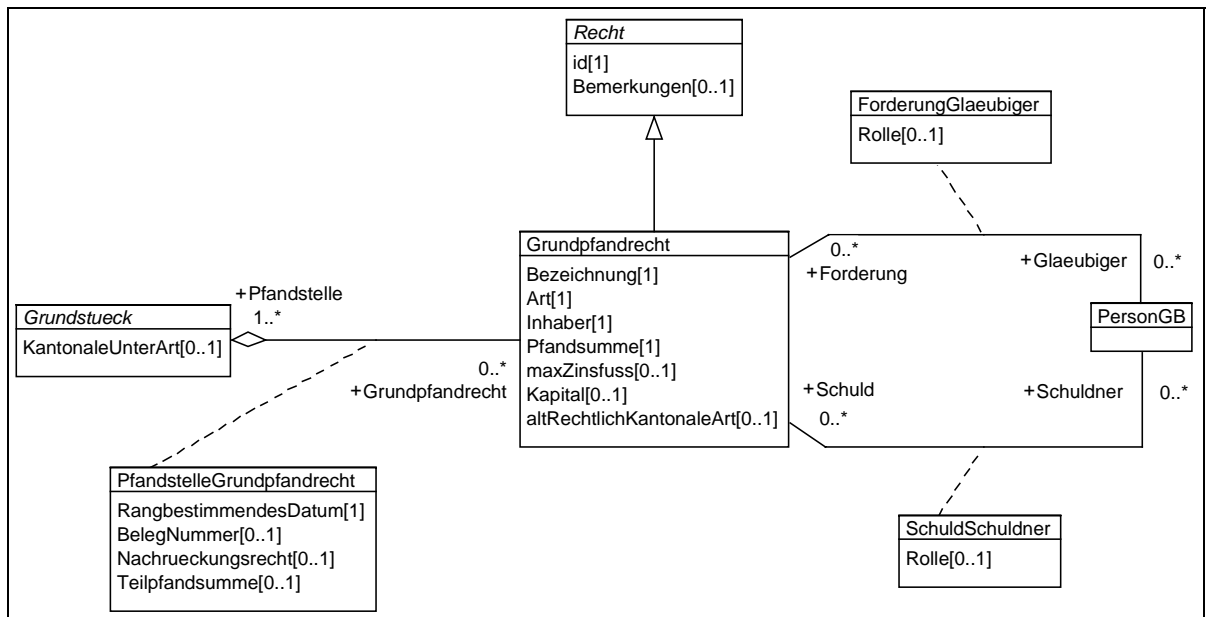 Recht
id[1]
Bemerkungen[0..1]
ForderungGlaeubiger
Rolle[0..1]
Grundpfandrecht
Bezeichnung[1]
Art[1]
Inhaber[1]
Pfandsumme[1]
maxZinsfuss[0..1]
Kapital[0..1]
altRechtlichKantonaleArt[0..1]
0..*
+Forderung
+Glaeubiger
0..*
+Pfandstelle
1..*
Grundstueck
KantonaleUnterArt[0..1]
0..*
+Grundpfandrecht
PersonGB
+Schuld
0..*
+Schuldner
0..*
PfandstelleGrundpfandrecht
RangbestimmendesDatum[1]
BelegNummer[0..1]
Nachrueckungsrecht[0..1]
Teilpfandsumme[0..1]
SchuldSchuldner
Rolle[0..1]